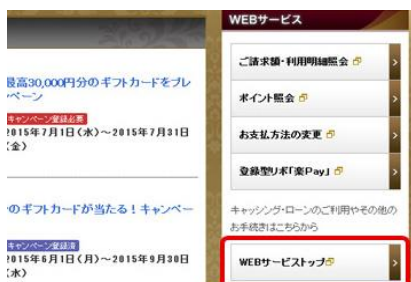 WEBサービス
最高30,000円分のギフトカードをプレ
ペーン
キャンペーン登録必要
2015年7月1日(水)～2015年7月31日
(金)
のギフトカードが当たる！キャンペー
キャンペーン登録済
2015年6月1日(月)～2015年9月30日
(水)
ご請求額・利用明細照会
ポイント照会
お支払方法の変更
登録型リボ「楽Pay」
キャッシング・ローンのご利用やその他の
お手続きはこちらから
WEBサービストップ